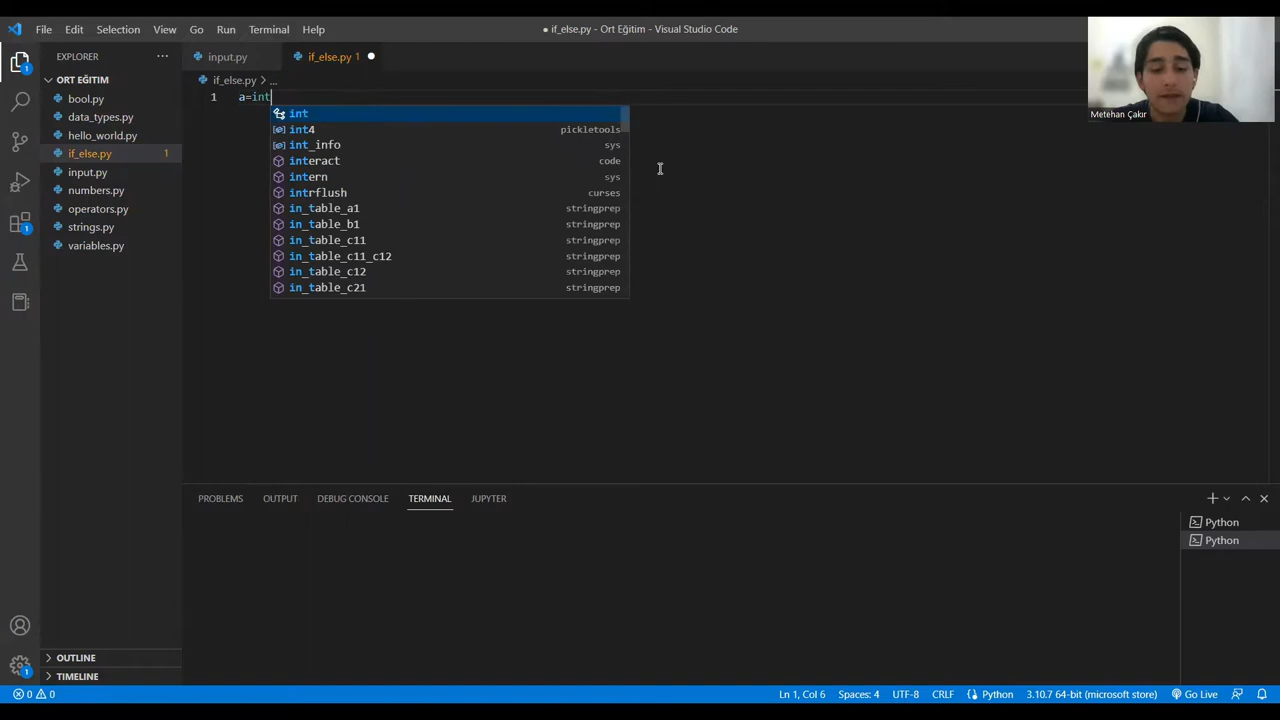 File Edit Selection View Go Run Terminal Help
● if_else.py - Ort Eğitim - Visual Studio Code
EXPLORER ...
ORT EĞİTİM
bool.py
data_types.py
hello_world.py
if_else.py 1
input.py
numbers.py
operators.py
strings.py
variables.py
OUTLINE
TIMELINE
1
1
1
input.py
if_else.py 1 ●
if_else.py > ...
1 a=int
int
int4 pickletools
int_info sys
interact code
intern sys
intrflush curses
in_table_a1 stringprep
in_table_b1 stringprep
in_table_c11 stringprep
in_table_c11_c12 stringprep
in_table_c12 stringprep
in_table_c21 stringprep
Metehan Çakır
PROBLEMS OUTPUT DEBUG CONSOLE TERMINAL JUPYTER
Python
Python
0 0
Ln 1, Col 6 Spaces: 4 UTF-8 CRLF Python 3.10.7 64-bit (microsoft store) Go Live